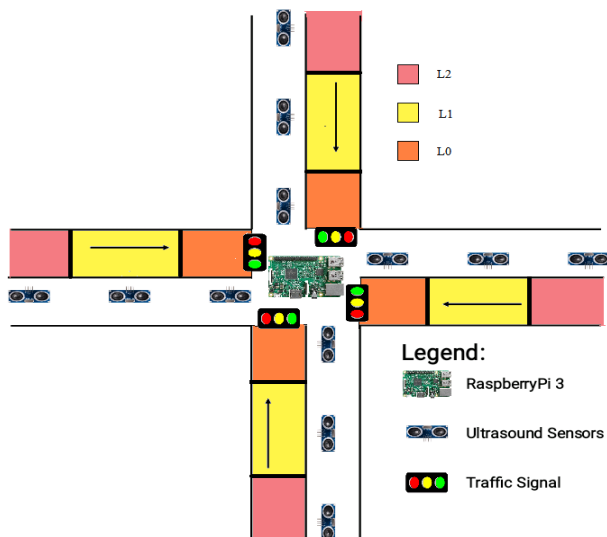 L2
L1
L0
Legend:
RaspberryPi 3
Ultrasound Sensors
Traffic Signal